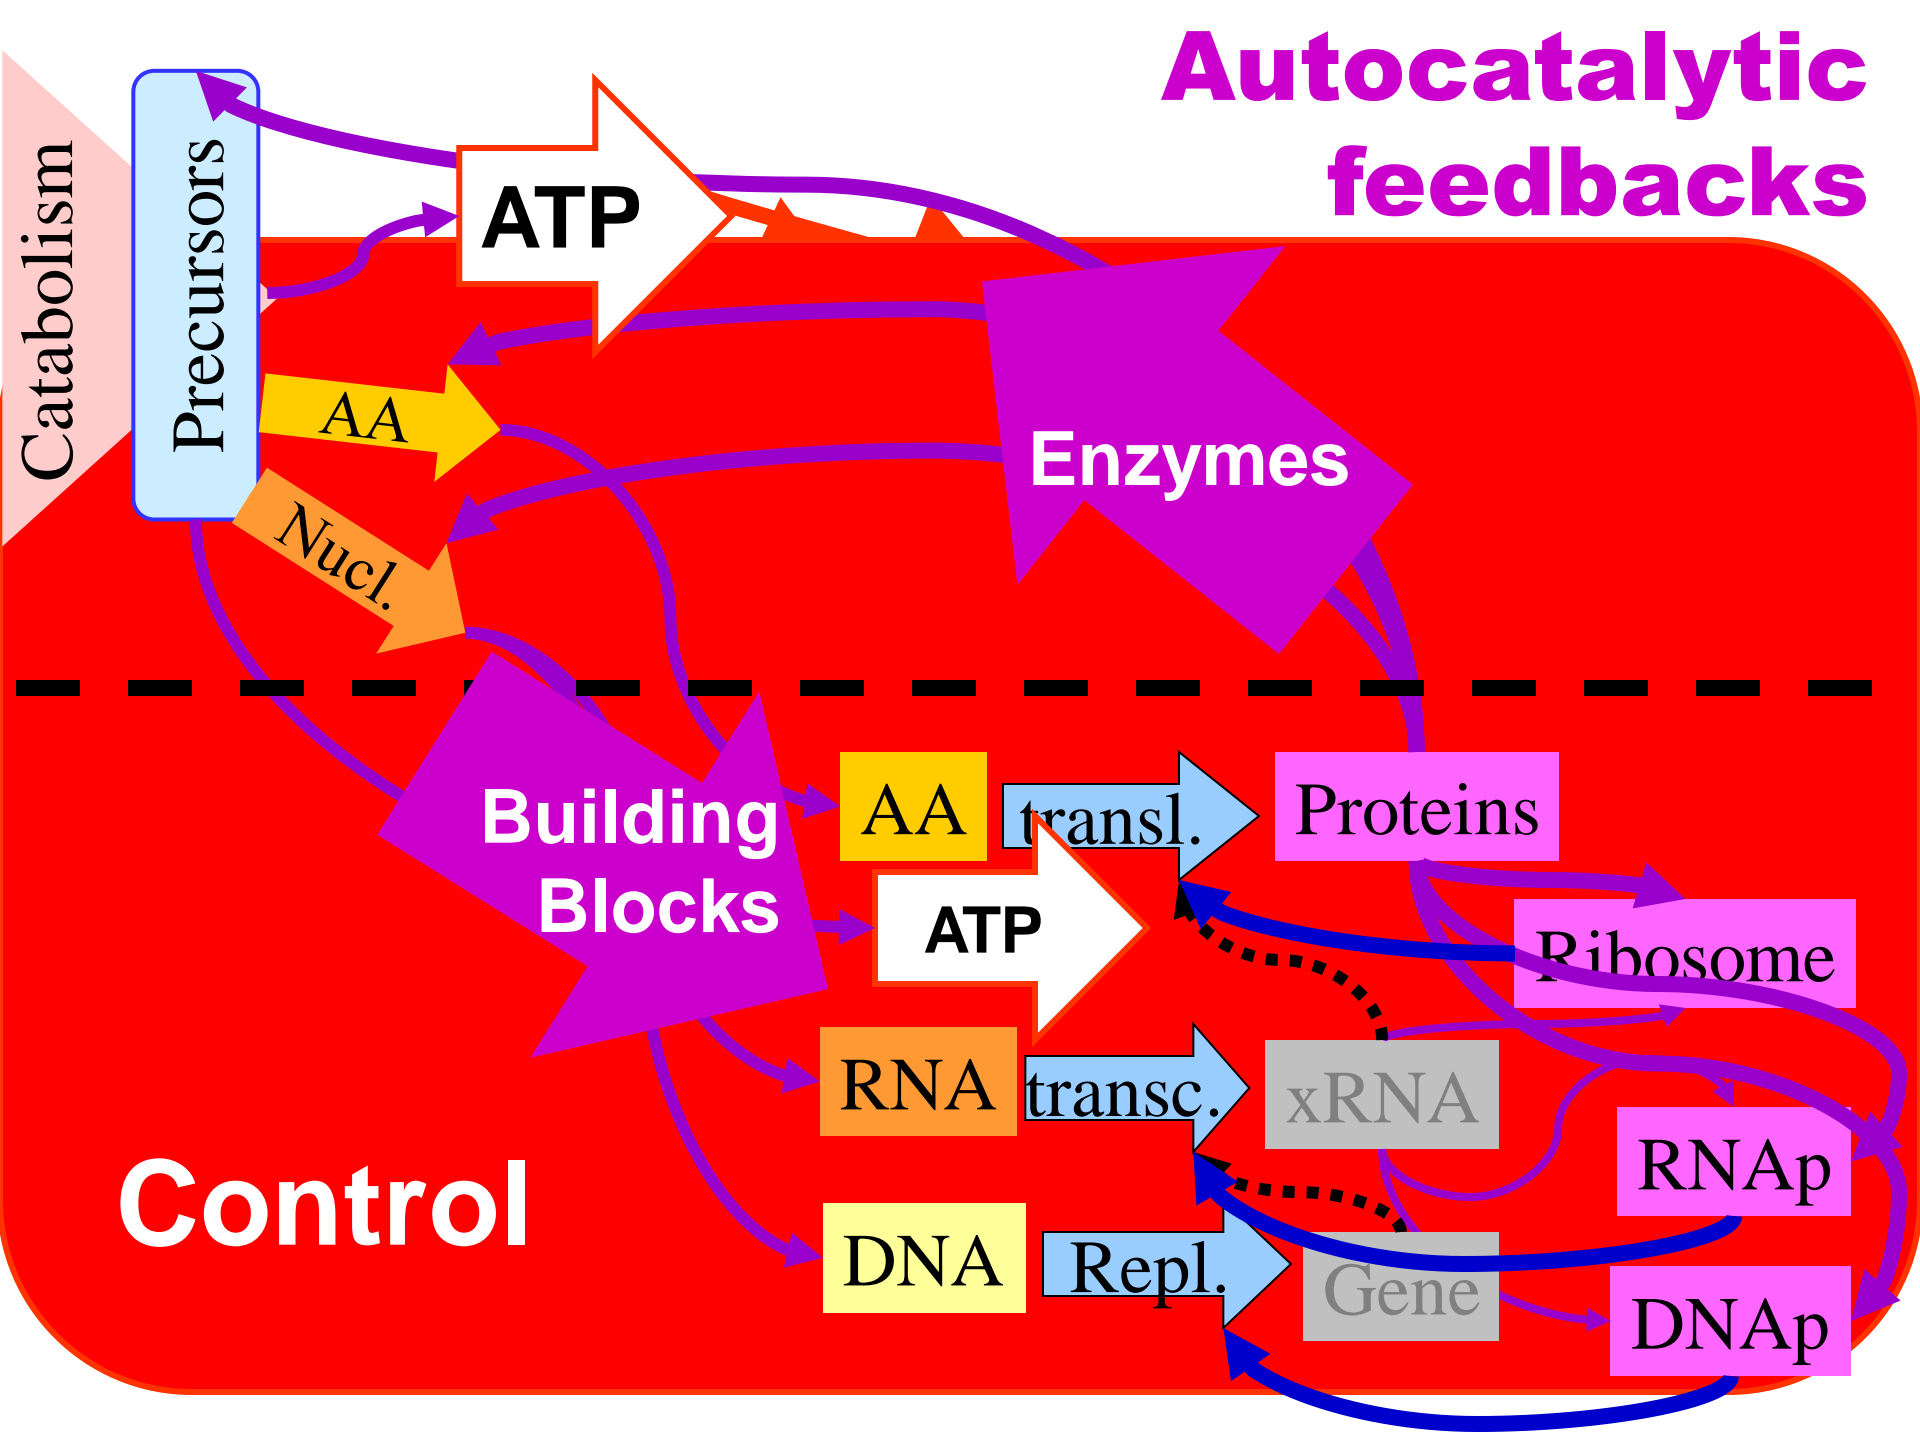 Autocatalytic
feedbacks
Catabolism
Precursors
ATP
AA
Nucl.
Enzymes
Building
Blocks
AA
transl.
Proteins
ATP
Ribosome
RNA
transc.
xRNA
RNAp
Control
DNA
Repl.
Gene
DNAp